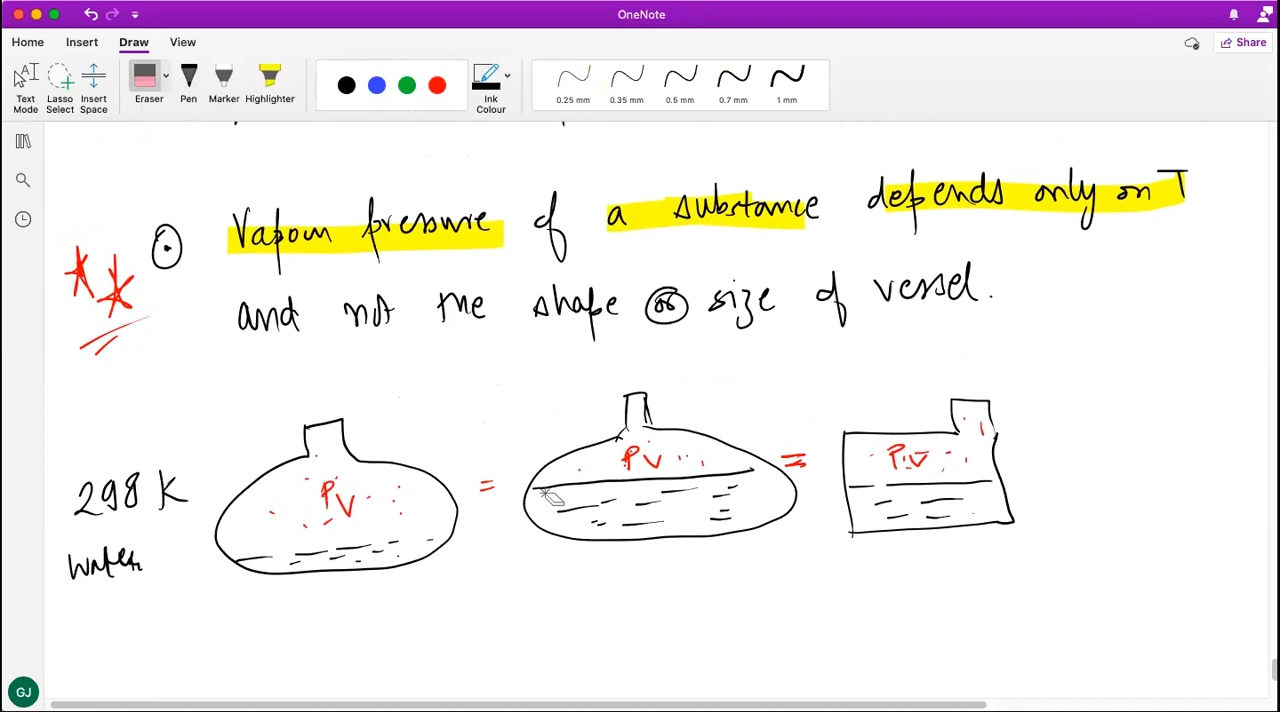 OneNote
Home Insert Draw View
Share
Text Mode
Lasso Select
Insert Space
Eraser
Pen
Marker
Highlighter
Ink Colour
0.25 mm
0.35 mm
0.5 mm
0.7 mm
1 mm
Vapour pressure of a substance depends only on T
and not the shape or size of vessel.
298 K
water
PV = PV = PV
GJ